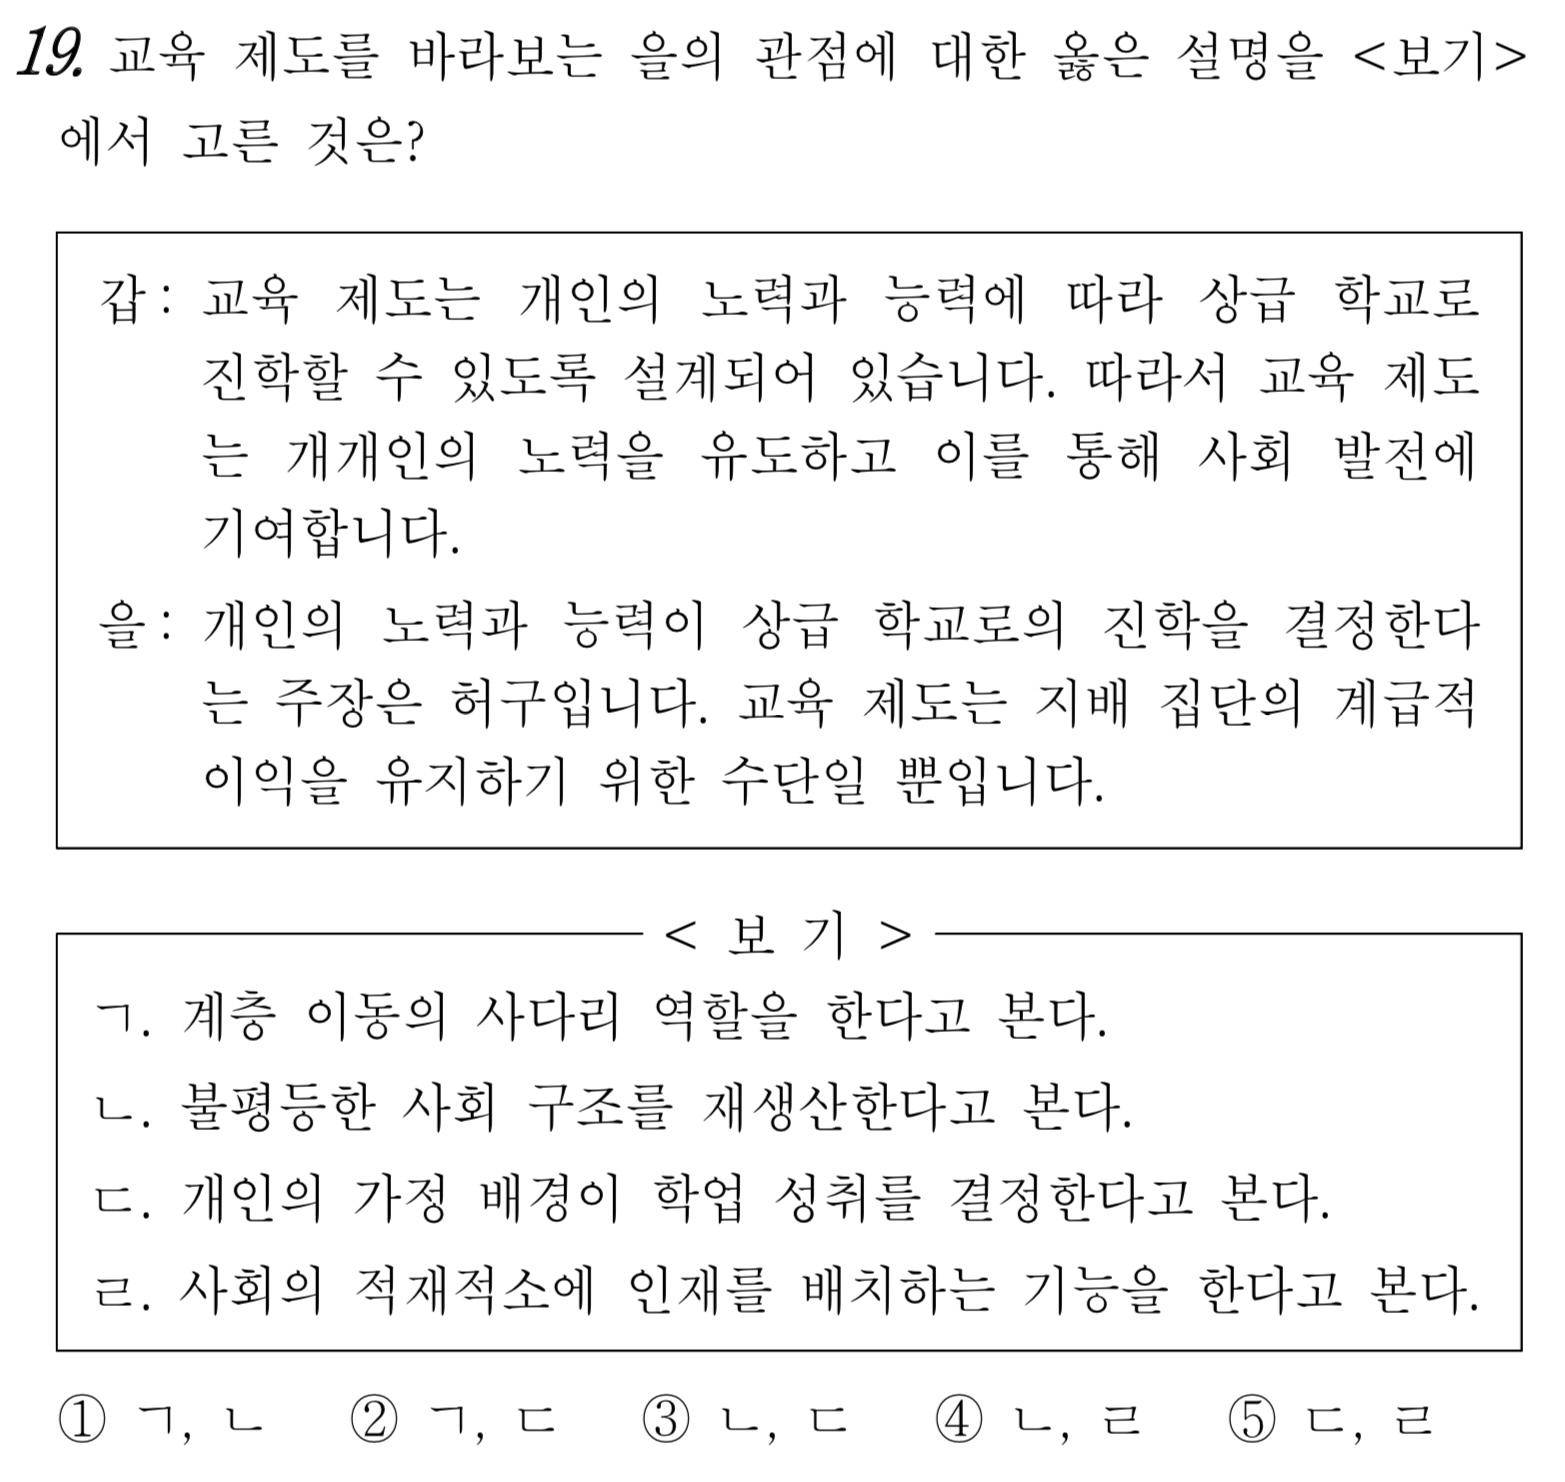 19. 교육 제도를 바라보는 을의 관점에 대한 옳은 설명을 <보기>
에서 고른 것은?
갑: 교육 제도는 개인의 노력과 능력에 따라 상급 학교로
진학할 수 있도록 설계되어 있습니다. 따라서 교육 제도
는 개개인의 노력을 유도하고 이를 통해 사회 발전에
기여합니다.
을: 개인의 노력과 능력이 상급 학교로의 진학을 결정한다
는 주장은 허구입니다. 교육 제도는 지배 집단의 계급적
이익을 유지하기 위한 수단일 뿐입니다.
< 보 기 >
ㄱ. 계층 이동의 사다리 역할을 한다고 본다.
ㄴ. 불평등한 사회 구조를 재생산한다고 본다.
ㄷ. 개인의 가정 배경이 학업 성취를 결정한다고 본다.
ㄹ. 사회의 적재적소에 인재를 배치하는 기능을 한다고 본다.
① ㄱ, ㄴ ② ㄱ, ㄷ ③ ㄴ, ㄷ ④ ㄴ, ㄹ ⑤ ㄷ, ㄹ